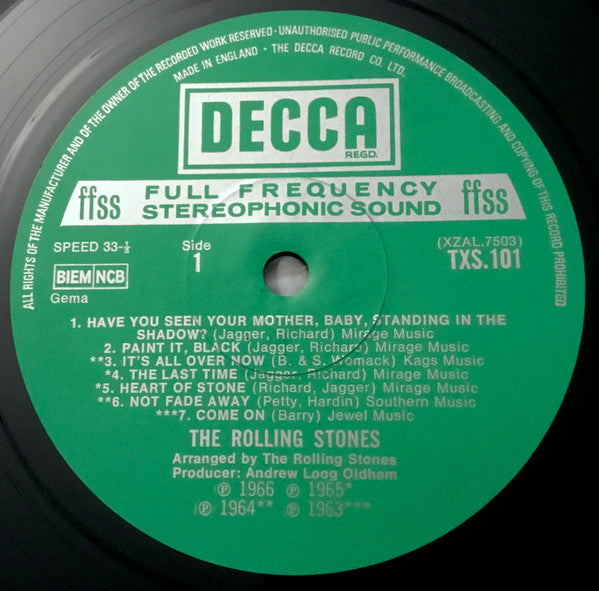 ALL RIGHTS OF THE MANUFACTURER AND OF THE OWNER OF THE RECORDED WORK RESERVED · UNAUTHORISED PUBLIC PERFORMANCE BROADCASTING AND COPYING OF THIS RECORD PROHIBITED
MADE IN ENGLAND · THE DECCA RECORD CO. LTD.
DECCA
REGD.
ffss FULL FREQUENCY STEREOPHONIC SOUND ffss
SPEED 33-⅓
Side 1
(XZAL.7503)
TXS.101
BIEM NCB
Gema
1. HAVE YOU SEEN YOUR MOTHER, BABY, STANDING IN THE
SHADOW? (Jagger, Richard) Mirage Music
2. PAINT IT, BLACK (Jagger, Richard) Mirage Music
**3. IT'S ALL OVER NOW (B. & S. Womack) Kags Music
*4. THE LAST TIME (Jagger, Richard) Mirage Music
*5. HEART OF STONE (Richard, Jagger) Mirage Music
**6. NOT FADE AWAY (Petty, Hardin) Southern Music
***7. COME ON (Barry) Jewel Music
THE ROLLING STONES
Arranged by The Rolling Stones
Producer: Andrew Loog Oldham
℗ 1966 ℗ 1965*
℗ 1964** ℗ 1963***